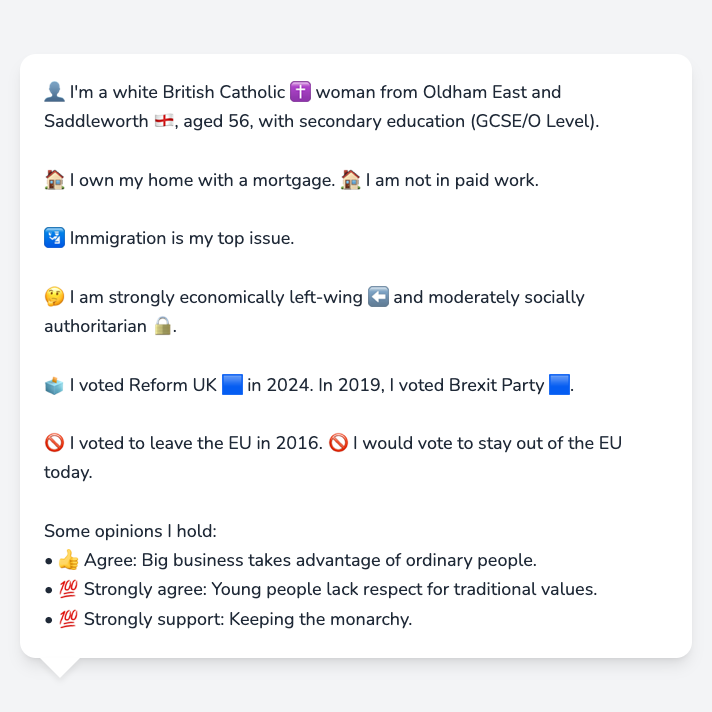 👤 I'm a white British Catholic ✝️ woman from Oldham East and
Saddleworth 🏴󠁧󠁢󠁥󠁮󠁧󠁿, aged 56, with secondary education (GCSE/O Level).
🏠 I own my home with a mortgage. 🏠 I am not in paid work.
🛂 Immigration is my top issue.
🤔 I am strongly economically left-wing ⬅️ and moderately socially
authoritarian 🔒.
🗳️ I voted Reform UK 🟦 in 2024. In 2019, I voted Brexit Party 🟦.
🚫 I voted to leave the EU in 2016. 🚫 I would vote to stay out of the EU
today.
Some opinions I hold:
• 👍 Agree: Big business takes advantage of ordinary people.
• 💯 Strongly agree: Young people lack respect for traditional values.
• 💯 Strongly support: Keeping the monarchy.